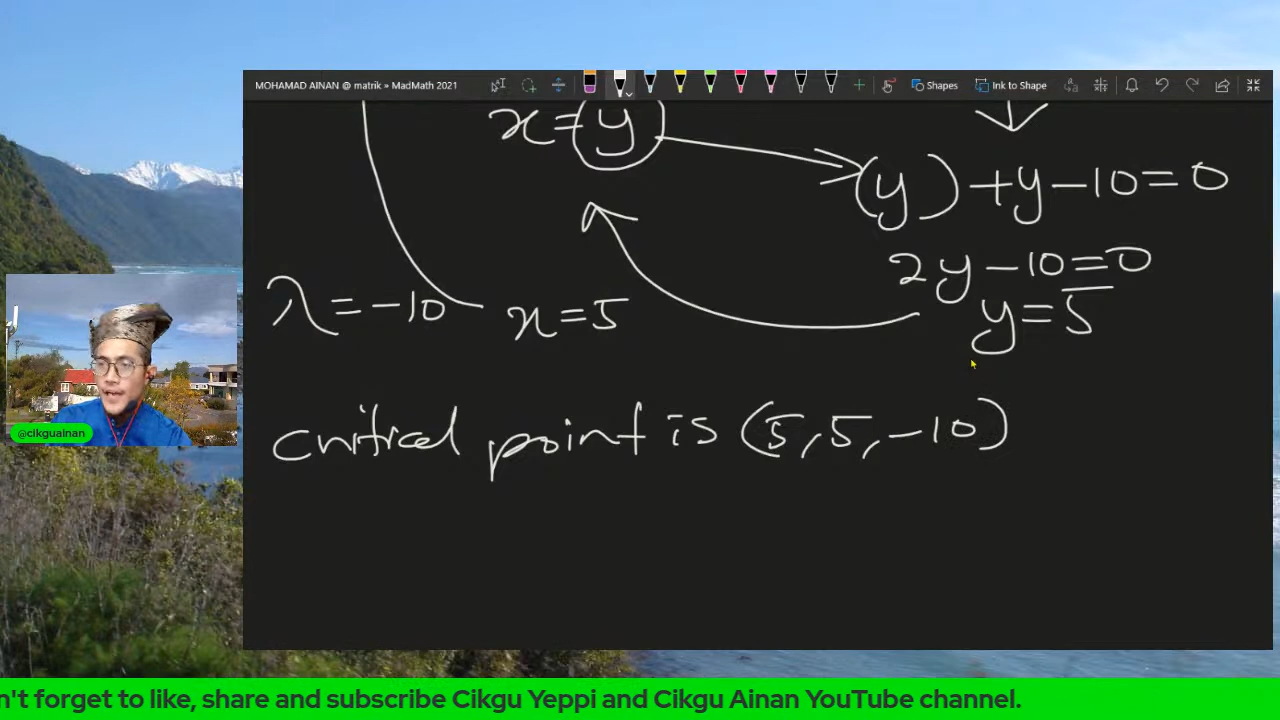 MOHAMAD AINAN @ matrik » MadMath 2021
Shapes
Ink to Shape
x=y
(y)+y-10=0
2y-10=0
λ=-10 x=5 y=5
critical point is (5,5,-10)
@cikguainan
n't forget to like, share and subscribe Cikgu Yeppi and Cikgu Ainan YouTube channel.